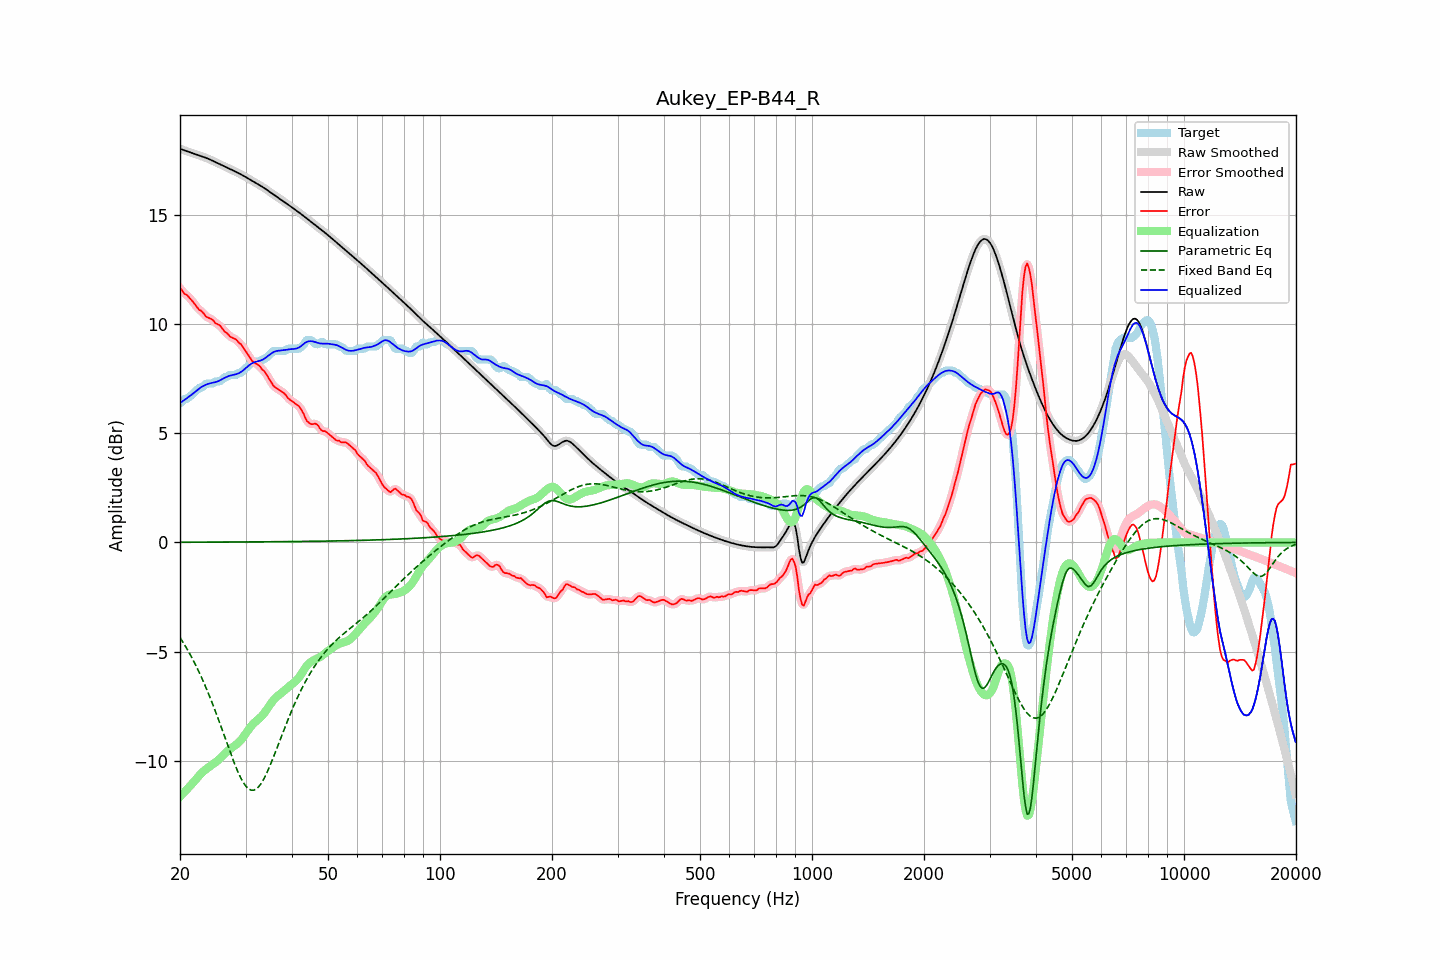 Aukey_EP-B44_R
Target
Raw Smoothed
Error Smoothed
Raw
Error
Equalization
Parametric Eq
Fixed Band Eq
Equalized
Amplitude (dBr)
15
10
5
0
−5
−10
20
50
100
200
500
1000
2000
5000
10000
20000
Frequency (Hz)